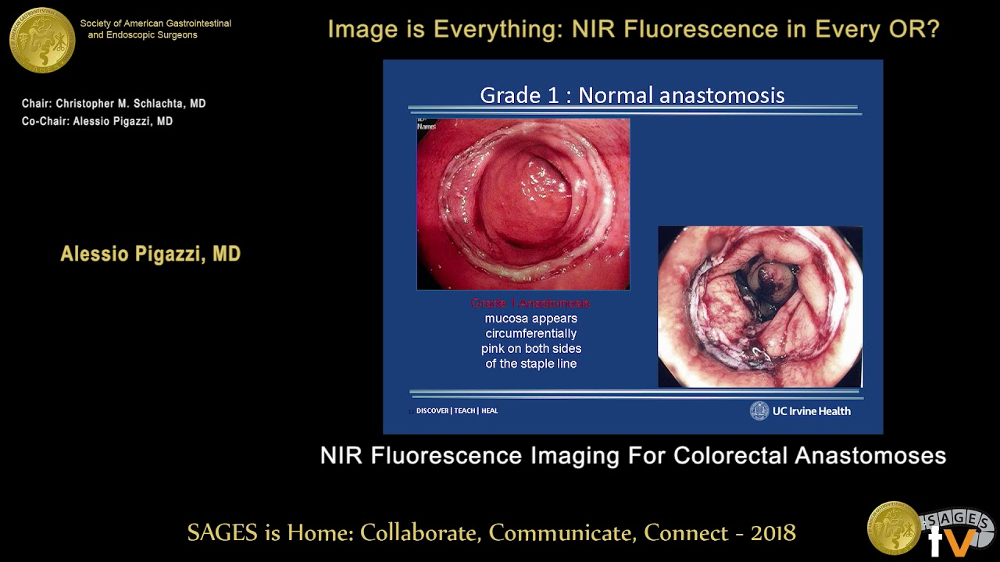 Society of American Gastrointestinal
and Endoscopic Surgeons
Image is Everything: NIR Fluorescence in Every OR?
Chair: Christopher M. Schlachta, MD
Co-Chair: Alessio Pigazzi, MD
Alessio Pigazzi, MD
Grade 1 : Normal anastomosis
Name:
Grade 1 Anastomosis
mucosa appears
circumferentially
pink on both sides
of the staple line
DISCOVER | TEACH | HEAL
UC Irvine Health
NIR Fluorescence Imaging For Colorectal Anastomoses
SAGES is Home: Collaborate, Communicate, Connect - 2018
SAGES
tv